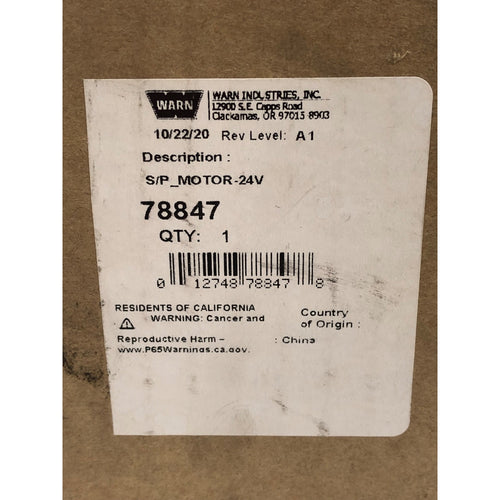 WARN
WARN INDUSTRIES, INC.
12900 S.E. Capps Road
Clackamas, OR 97015-8903
10/22/20 Rev Level: A1
Description :
S/P_MOTOR-24V
78847
QTY: 1
0 12748 78847 8
RESIDENTS OF CALIFORNIA
WARNING: Cancer and
Reproductive Harm –
www.P65Warnings.ca.gov.
Country
of Origin :
: China